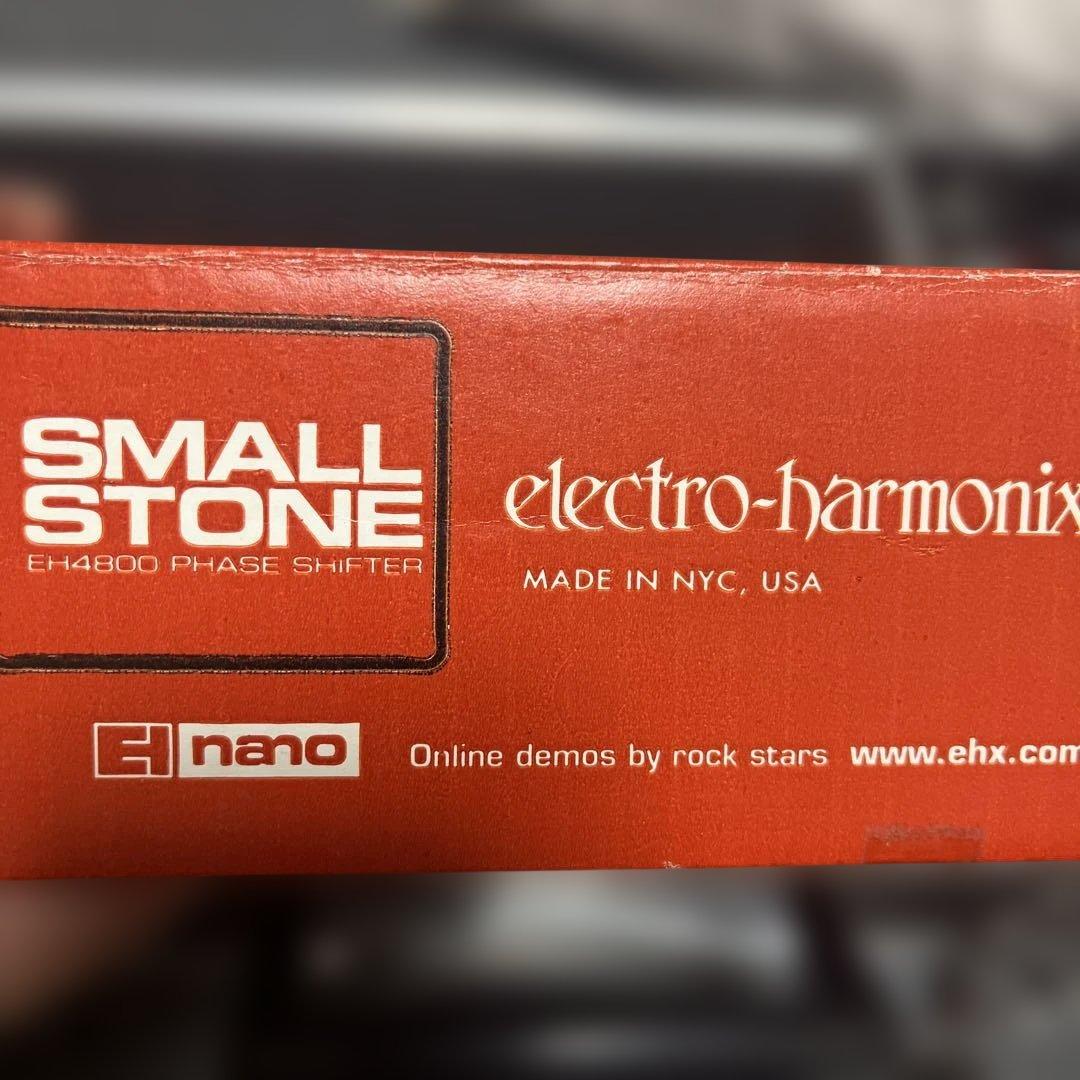 SMALL
STONE
EH4800 PHASE SHiFTER
electro-harmonix
MADE IN NYC, USA
EH nano
Online demos by rock stars www.ehx.com